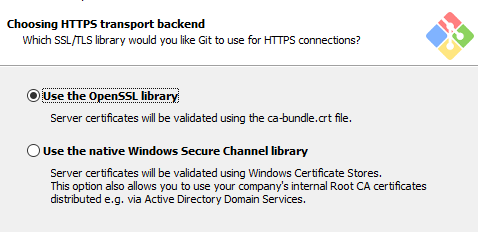 Choosing HTTPS transport backend
Which SSL/TLS library would you like Git to use for HTTPS connections?
Use the OpenSSL library
Server certificates will be validated using the ca-bundle.crt file.
Use the native Windows Secure Channel library
Server certificates will be validated using Windows Certificate Stores.
This option also allows you to use your company's internal Root CA certificates
distributed e.g. via Active Directory Domain Services.